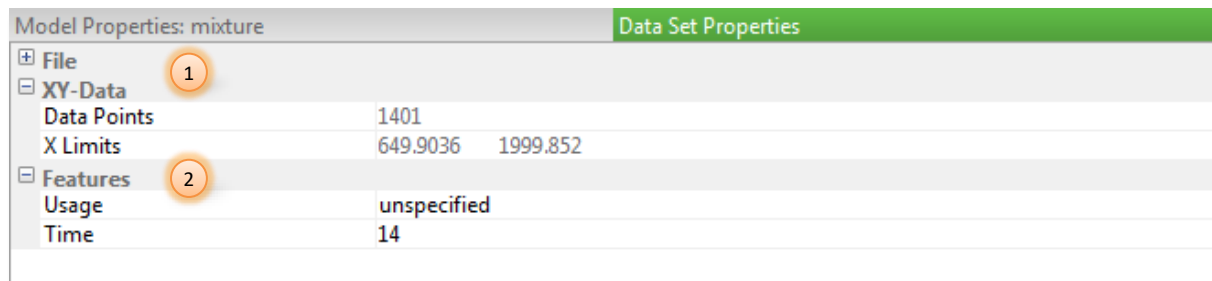 Model Properties: mixture Data Set Properties
File
1
XY-Data
Data Points 1401
X Limits 649.9036 1999.852
Features 2
Usage unspecified
Time 14